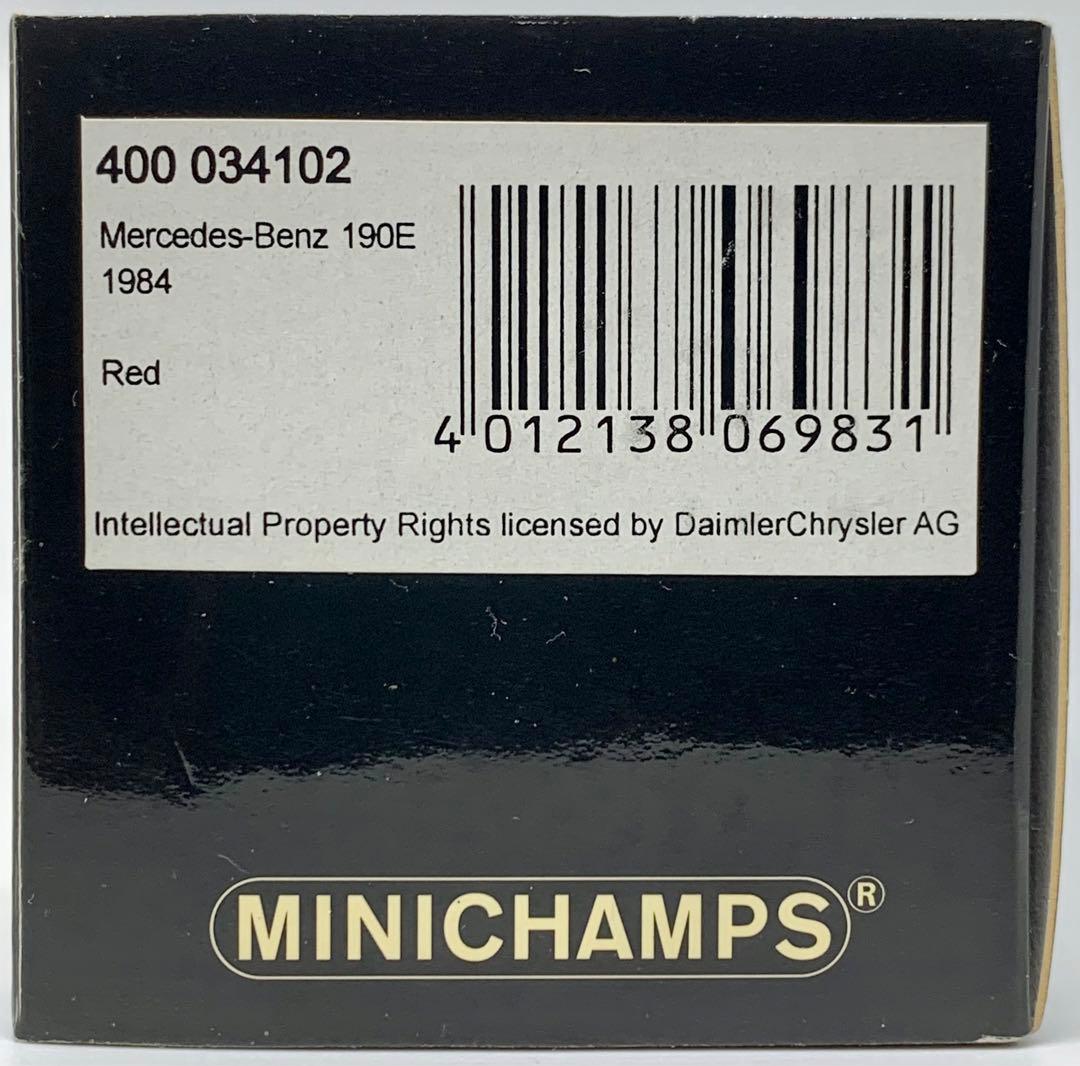 400 034102
Mercedes-Benz 190E
1984
Red
4 012138 069831
Intellectual Property Rights licensed by DaimlerChrysler AG
MINICHAMPS®